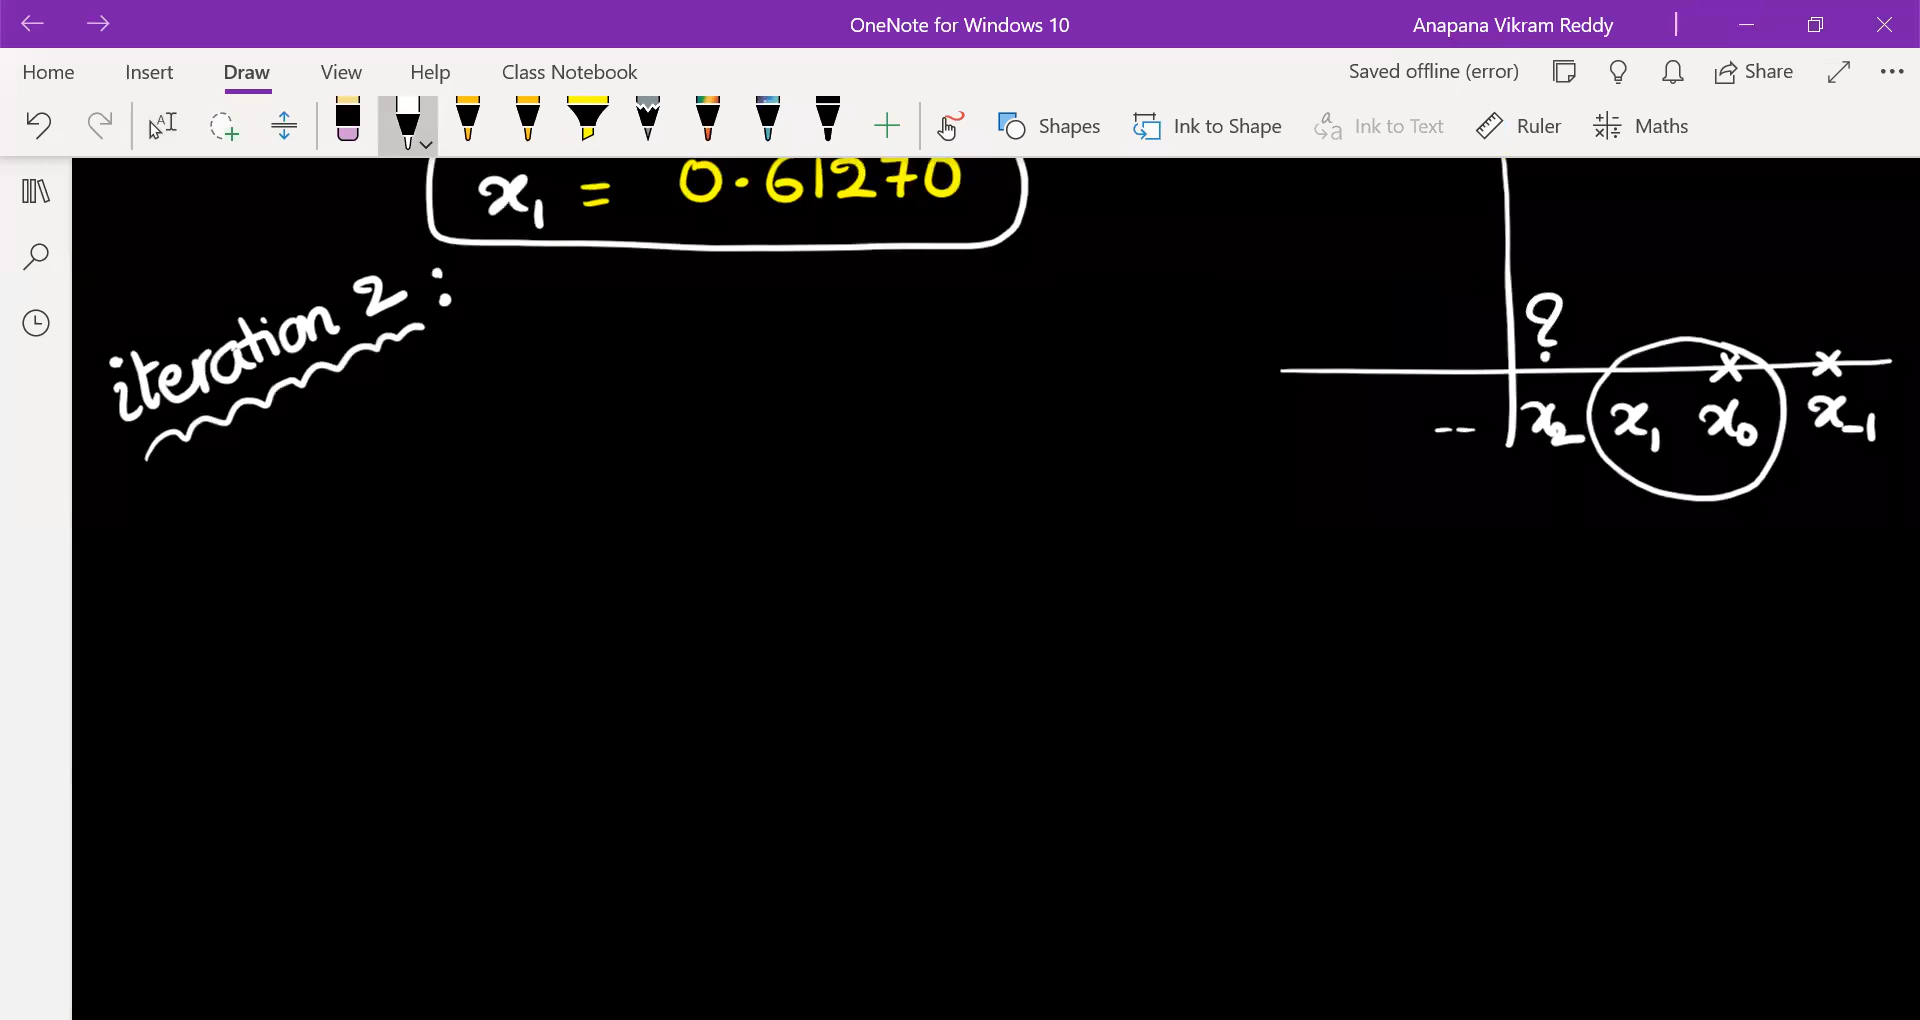 OneNote for Windows 10
Anapana Vikram Reddy
Home Insert Draw View Help Class Notebook
Saved offline (error) Share
Shapes Ink to Shape Ink to Text Ruler Maths
x₁ = 0.61270
iteration 2 :
?
-- x₂ x₁ x₀ x₋₁